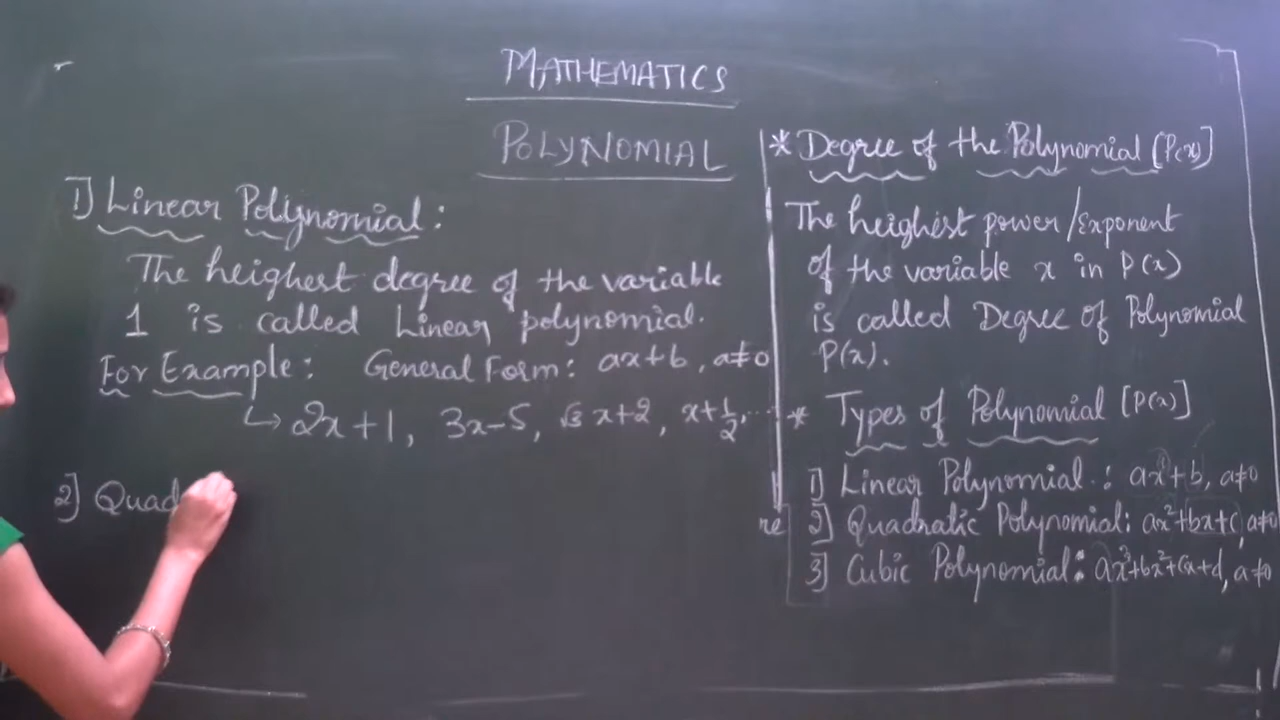 MATHEMATICS
POLYNOMIAL
1] Linear Polynomial :
The heighest degree of the variable
1 is called Linear polynomial.
For Example : General Form : ax+b , a≠0
↳ 2x+1, 3x-5, √3 x+2, x+1/2, ...
2] Quad
* Degree of the Polynomial [P(x)]
The heighest power/Exponent
of the variable x in P(x)
is called Degree of Polynomial
P(x).
* Types of Polynomial [P(x)]
1] Linear Polynomial : ax¹+b, a≠0
2] Quadratic Polynomial : ax²+bx+c, a≠0
3] Cubic Polynomial : ax³+bx²+cx+d, a≠0